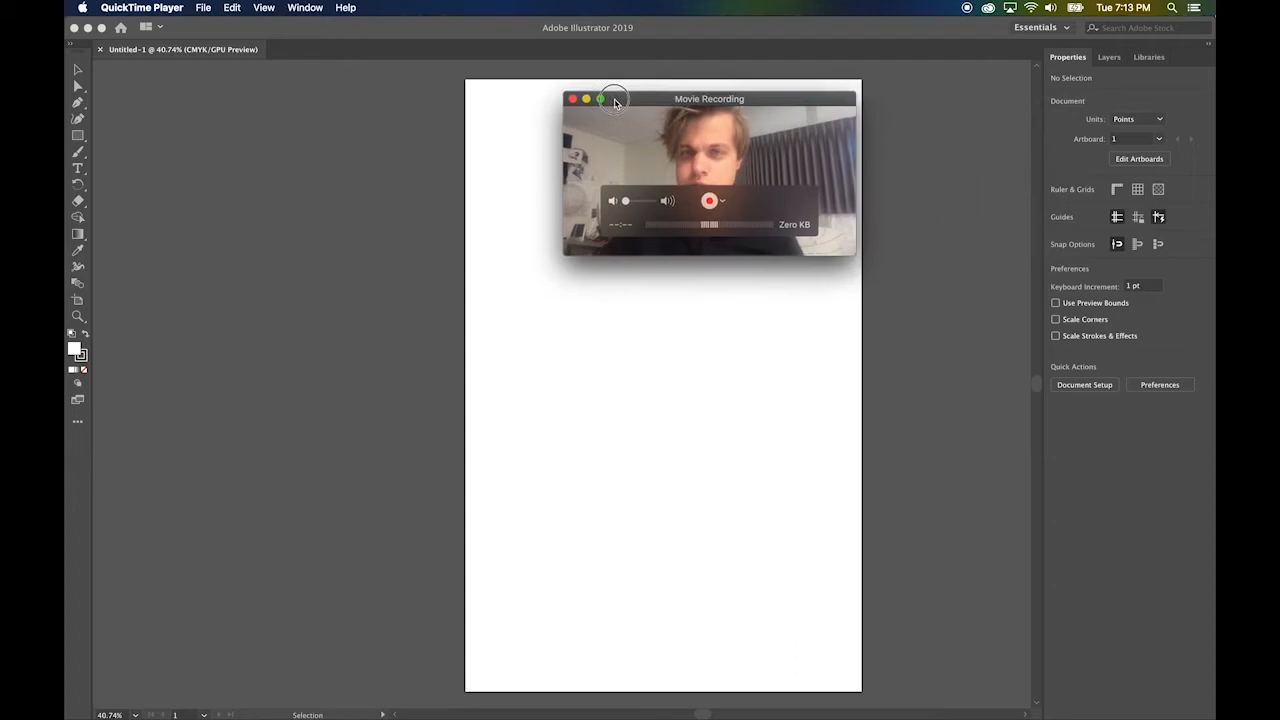 QuickTime Player File Edit View Window Help Tue 7:13 PM
Adobe Illustrator 2019 Essentials Search Adobe Stock
Untitled-1 @ 40.74% (CMYK/GPU Preview)
Properties Layers Libraries
No Selection
Document
Units: Points
Artboard: 1
Edit Artboards
Ruler & Grids
Guides
Snap Options
Preferences
Keyboard Increment: 1 pt
Use Preview Bounds
Scale Corners
Scale Strokes & Effects
Quick Actions
Document Setup Preferences
Movie Recording
--:-- Zero KB
T
40.74% 1 Selection